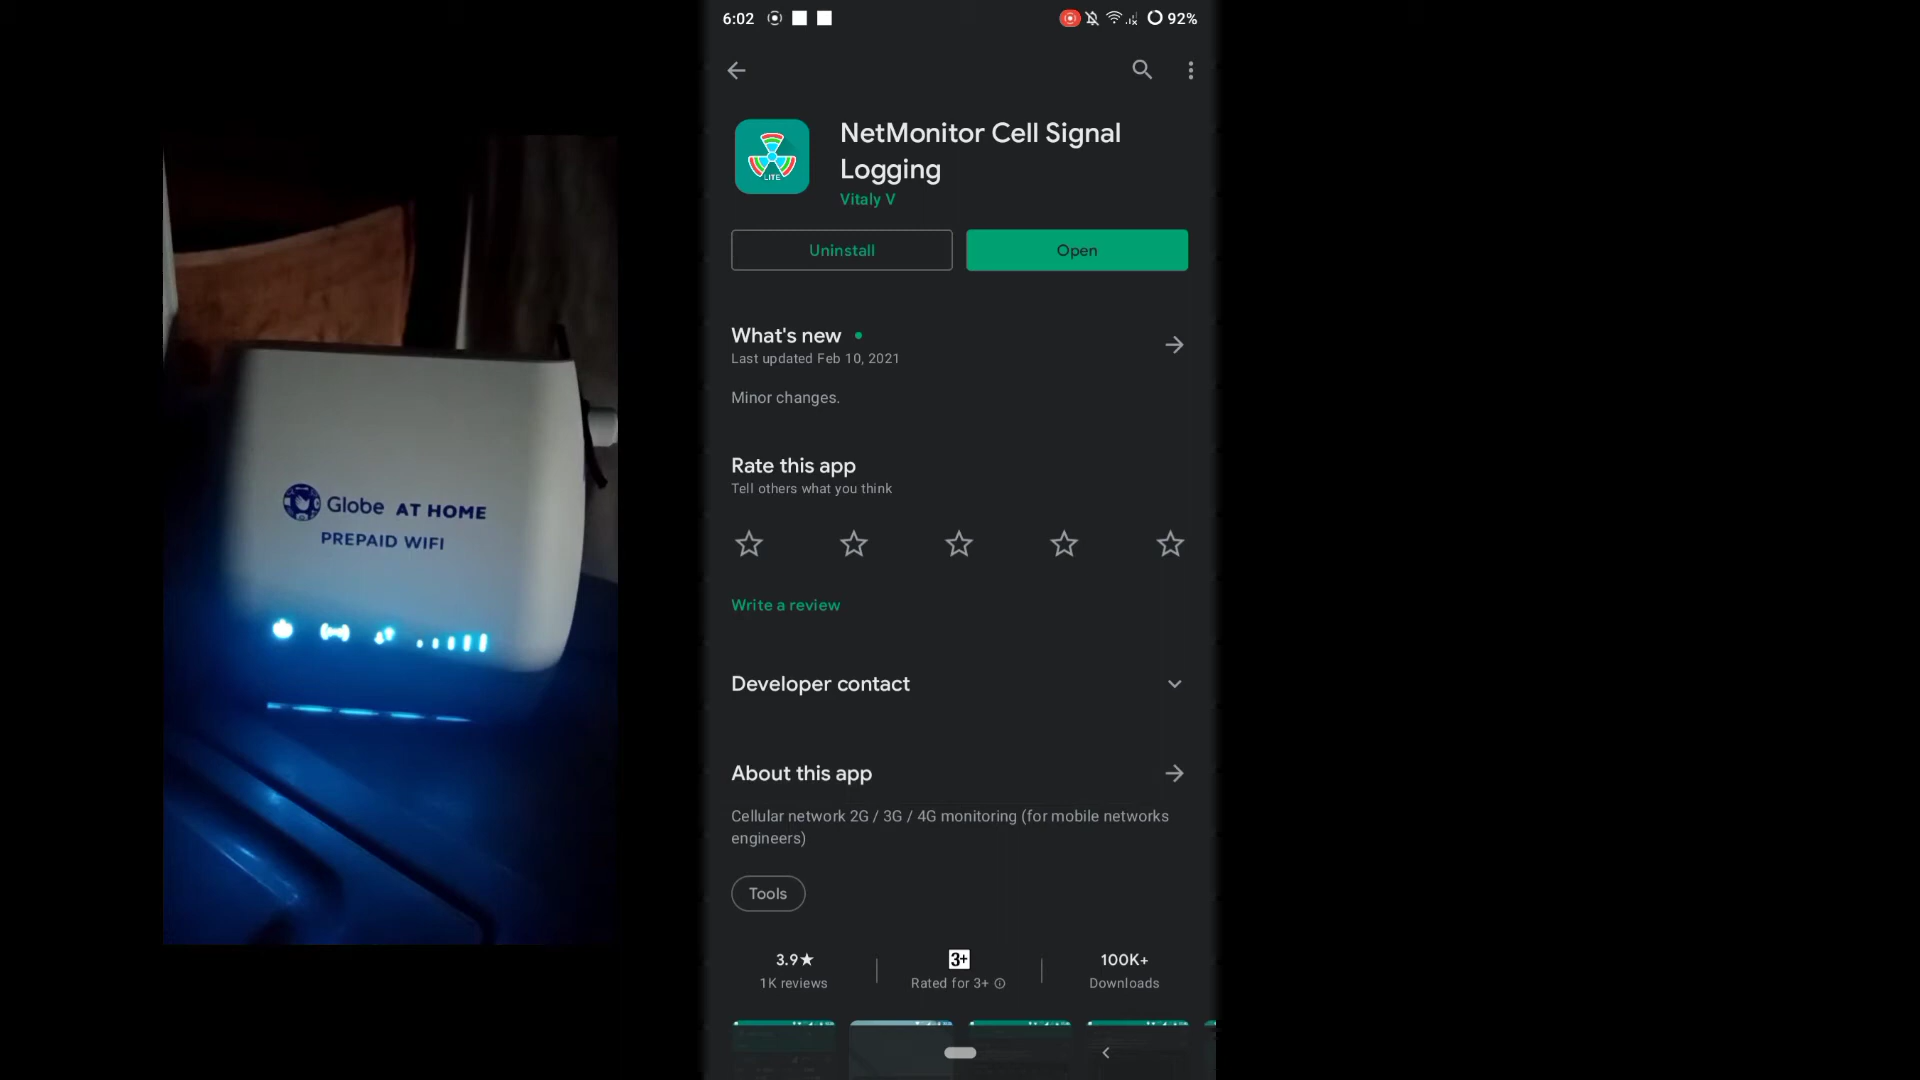 Globe AT HOME
PREPAID WIFI
6:02
92%
NetMonitor Cell Signal
Logging
LITE
Vitaly V
Uninstall
Open
What's new
Last updated Feb 10, 2021
Minor changes.
Rate this app
Tell others what you think
Write a review
Developer contact
About this app
Cellular network 2G / 3G / 4G monitoring (for mobile networks
engineers)
Tools
3.9★
1K reviews
3+
Rated for 3+
100K+
Downloads